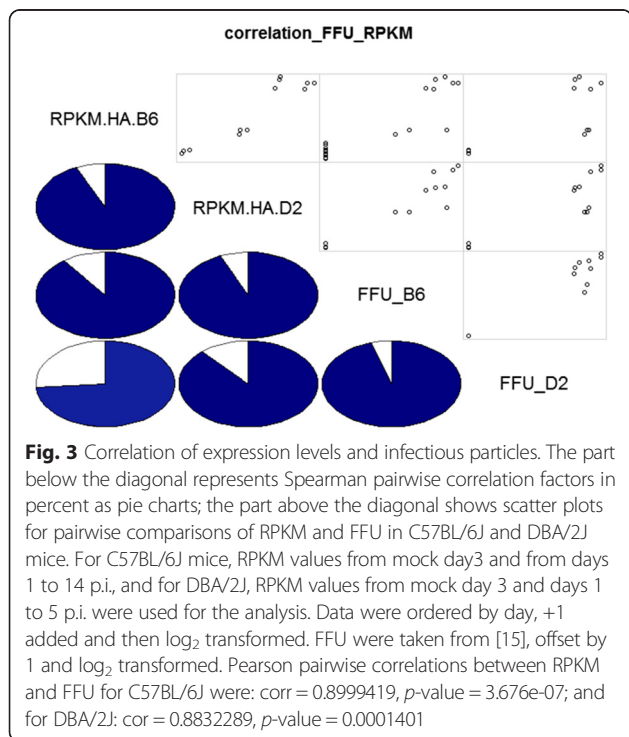 correlation_FFU_RPKM
RPKM.HA.B6
RPKM.HA.D2
FFU_B6
FFU_D2
Fig. 3 Correlation of expression levels and infectious particles. The part
below the diagonal represents Spearman pairwise correlation factors in
percent as pie charts; the part above the diagonal shows scatter plots
for pairwise comparisons of RPKM and FFU in C57BL/6J and DBA/2J
mice. For C57BL/6J mice, RPKM values from mock day3 and from days
1 to 14 p.i., and for DBA/2J, RPKM values from mock day 3 and days 1
to 5 p.i. were used for the analysis. Data were ordered by day, +1
added and then log₂ transformed. FFU were taken from [15], offset by
1 and log₂ transformed. Pearson pairwise correlations between RPKM
and FFU for C57BL/6J were: corr = 0.8999419, p-value = 3.676e-07; and
for DBA/2J: cor = 0.8832289, p-value = 0.0001401